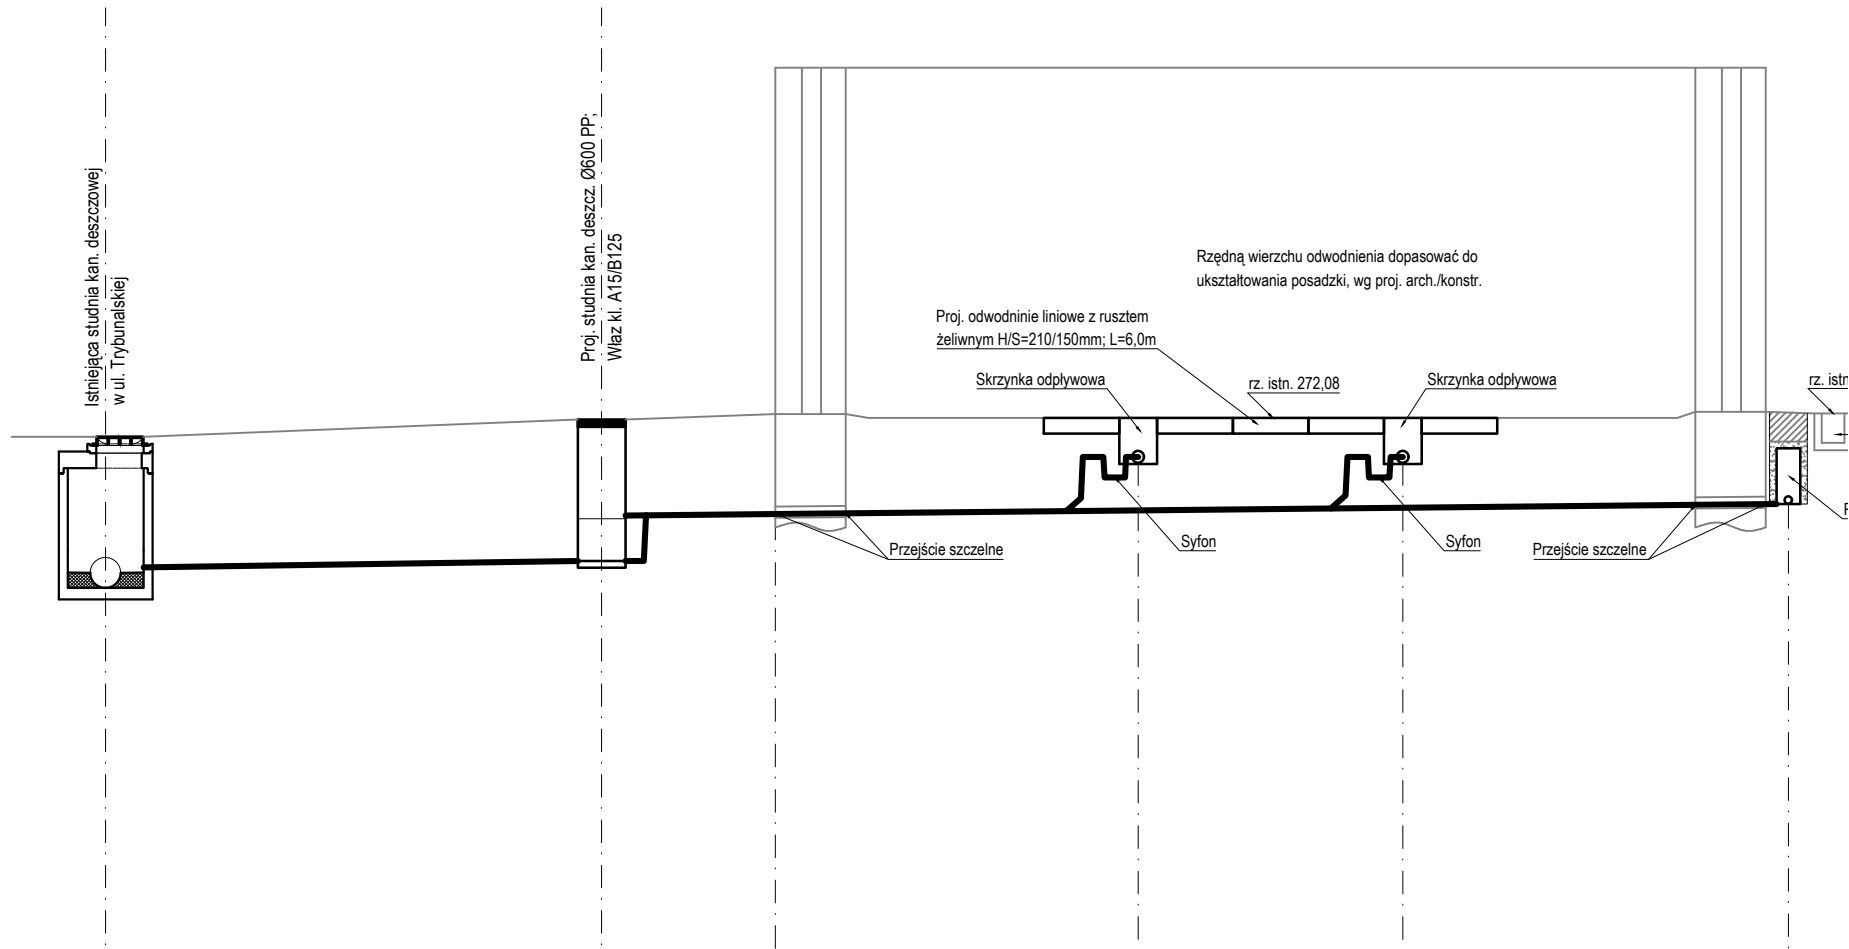 Istniejąca studnia kan. deszczowej
w ul. Trybunalskiej
Proj. studnia kan. deszcz. Ø600 PP;
Właz kl. A15/B125
Rzędną wierzchu odwodnienia dopasować do
ukształtowania posadzki, wg proj. arch./konstr.
Proj. odwodninie liniowe z rusztem
żeliwnym H/S=210/150mm; L=6,0m
Skrzynka odpływowa
rz. istn. 272,08
Skrzynka odpływowa
rz. istn
Przejście szczelne
Syfon
Syfon
Przejście szczelne